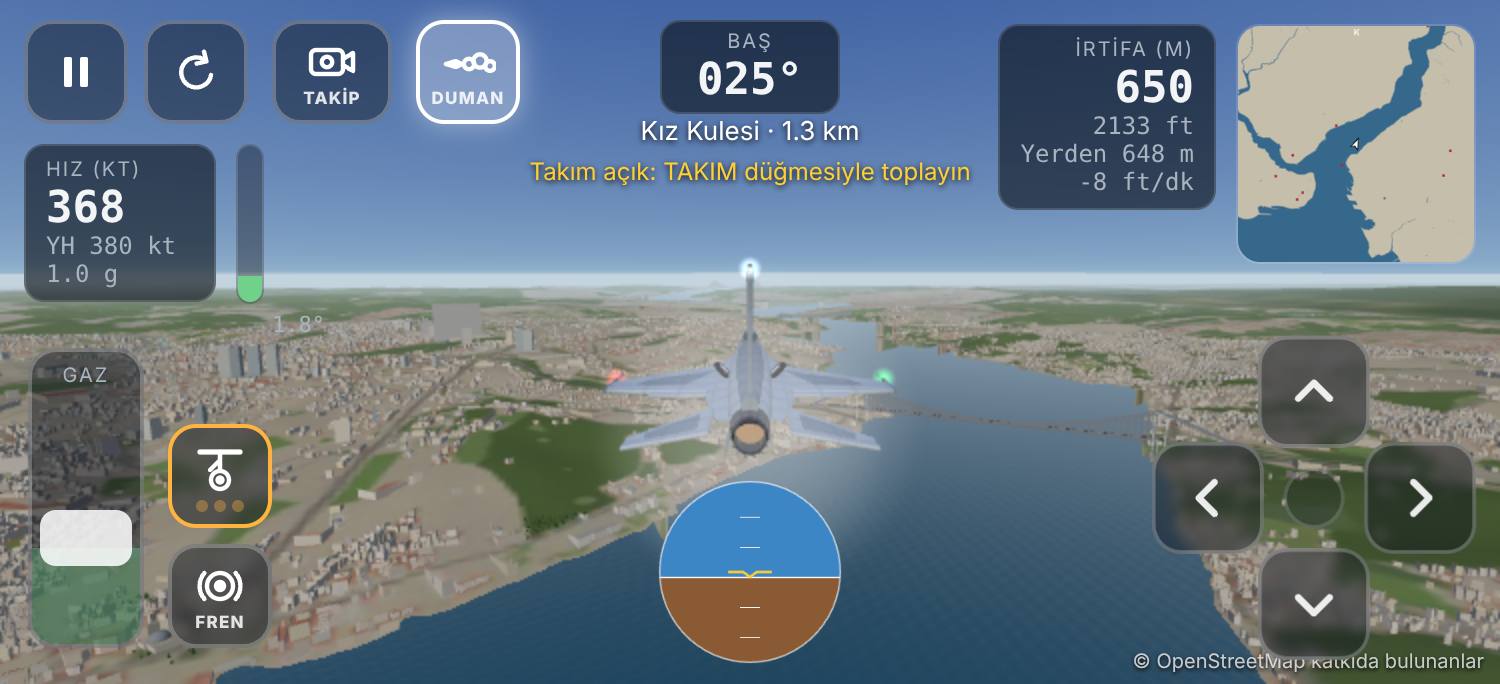 TAKİP
DUMAN
BAŞ
025°
Kız Kulesi · 1.3 km
Takım açık: TAKIM düğmesiyle toplayın
İRTİFA (M)
650
2133 ft
Yerden 648 m
-8 ft/dk
K
HIZ (KT)
368
YH 380 kt
1.0 g
1.8°
GAZ
FREN
© OpenStreetMap katkıda bulunanlar